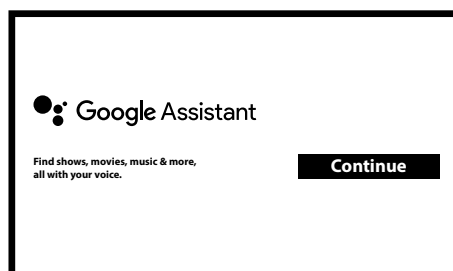 Google Assistant
Find shows, movies, music & more,
all with your voice.
Continue